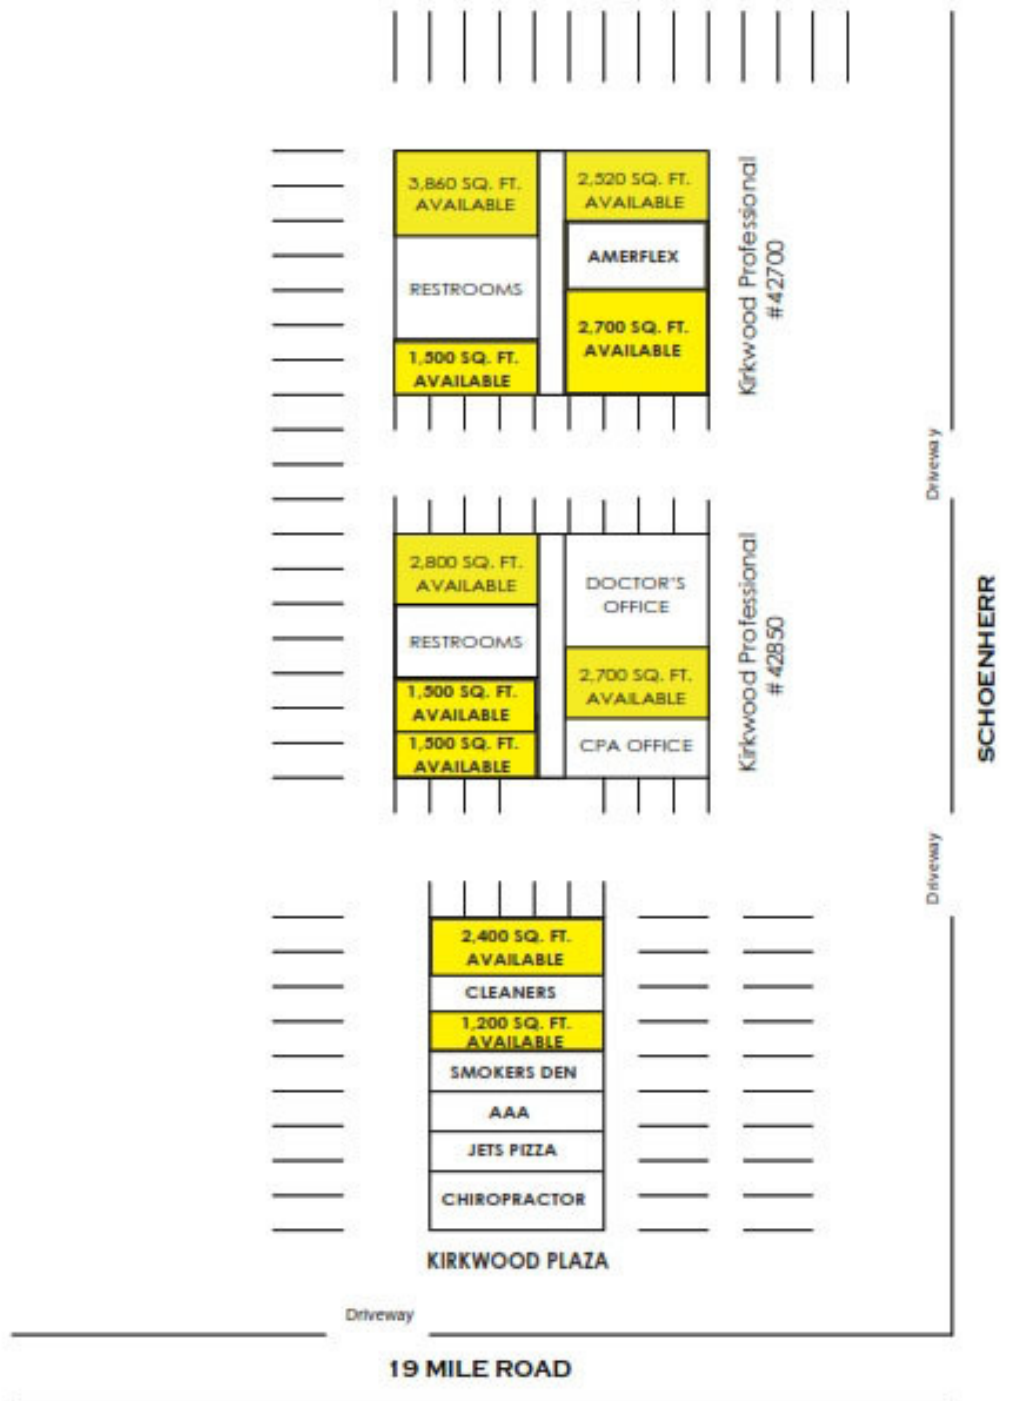 3,860 SQ. FT.
AVAILABLE
RESTROOMS
1,500 SQ. FT.
AVAILABLE
2,520 SQ. FT.
AVAILABLE
AMERFLEX
2,700 SQ. FT.
AVAILABLE
Kirkwood Professional
#42700
Driveway
2,800 SQ. FT.
AVAILABLE
RESTROOMS
1,500 SQ. FT.
AVAILABLE
1,500 SQ. FT.
AVAILABLE
DOCTOR'S
OFFICE
2,700 SQ. FT.
AVAILABLE
CPA OFFICE
Kirkwood Professional
# 42850
SCHOENHERR
Driveway
2,400 SQ. FT.
AVAILABLE
CLEANERS
1,200 SQ. FT.
AVAILABLE
SMOKERS DEN
AAA
JETS PIZZA
CHIROPRACTOR
KIRKWOOD PLAZA
Driveway
19 MILE ROAD